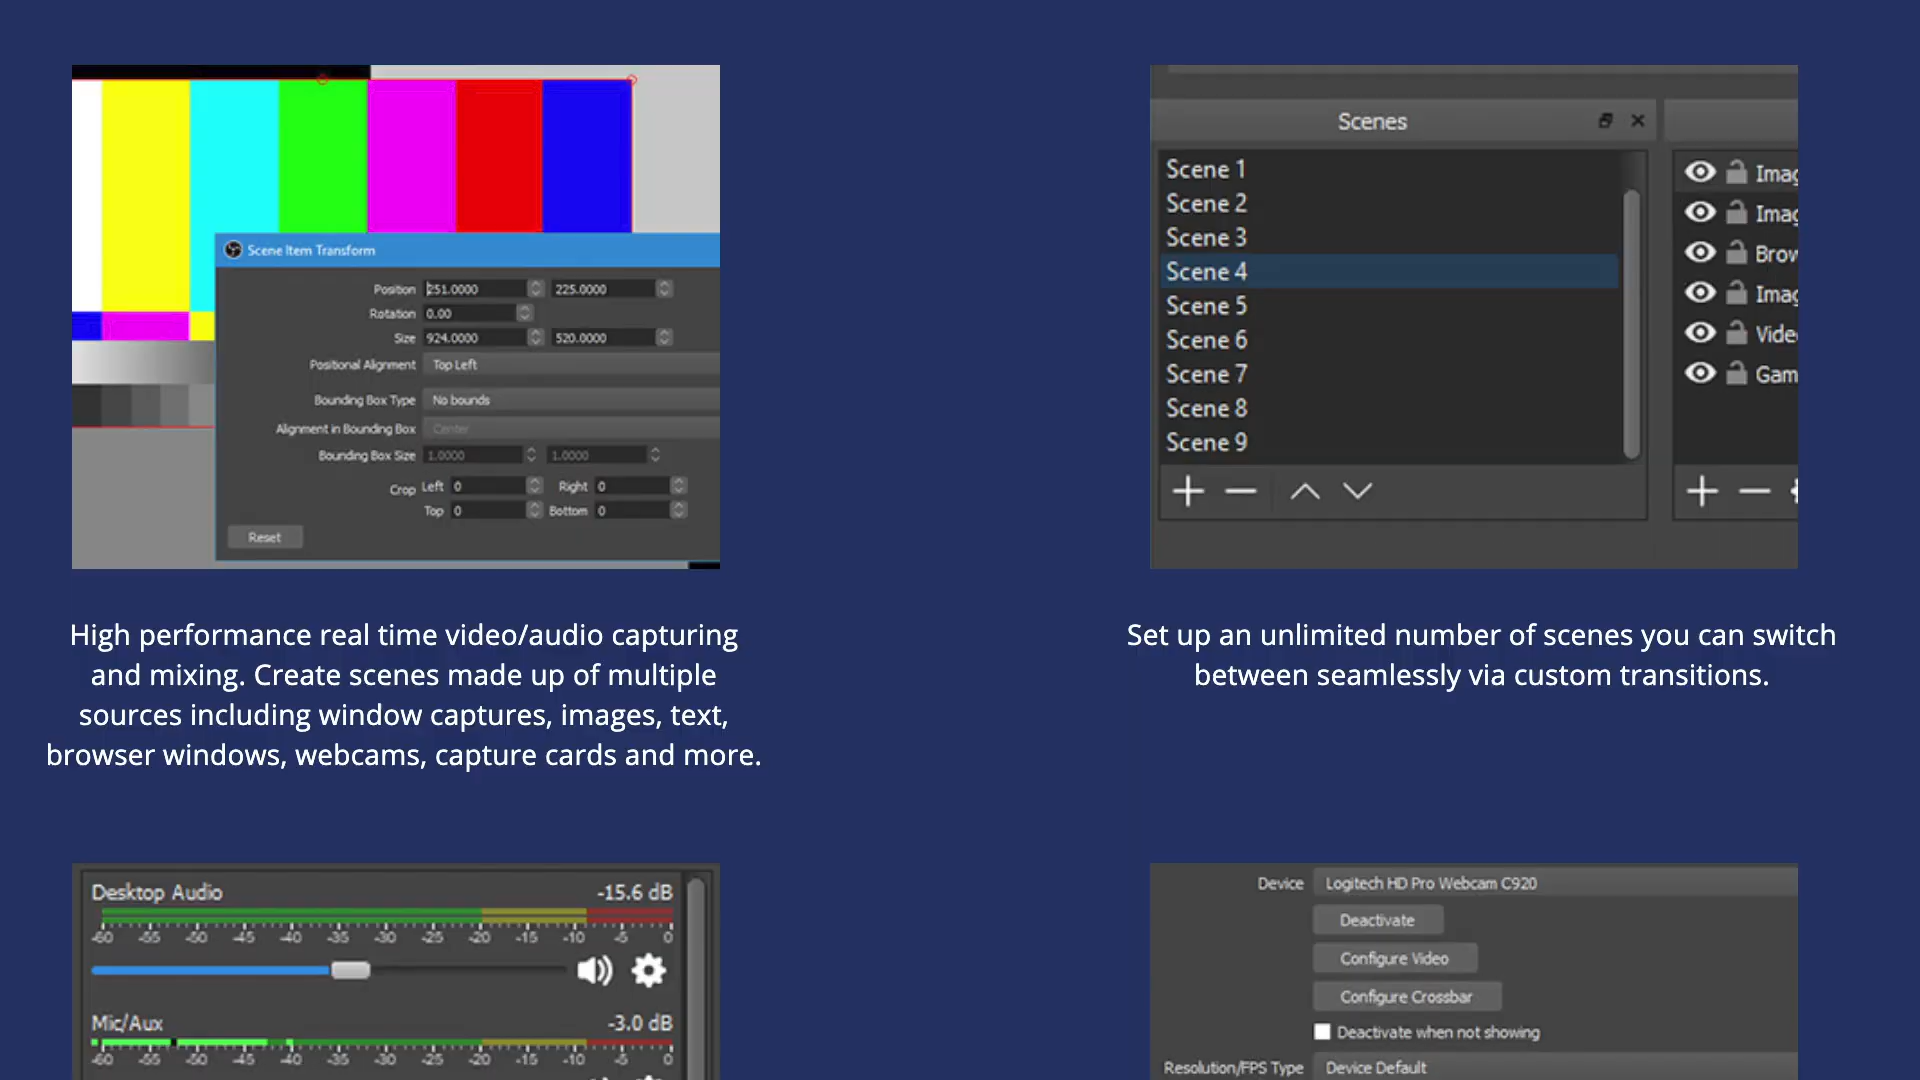 Scene Item Transform
Position 251.0000 225.0000
Rotation 0.00
Size 924.0000 520.0000
Positional Alignment Top Left
Bounding Box Type No bounds
Alignment in Bounding Box Center
Bounding Box Size 1.0000 1.0000
Crop Left 0 Right 0
Top 0 Bottom 0
Reset
Scenes
Scene 1
Scene 2
Scene 3
Scene 4
Scene 5
Scene 6
Scene 7
Scene 8
Scene 9
Imag
Imag
Brow
Imag
Vide
Gam
High performance real time video/audio capturing
and mixing. Create scenes made up of multiple
sources including window captures, images, text,
browser windows, webcams, capture cards and more.
Set up an unlimited number of scenes you can switch
between seamlessly via custom transitions.
Desktop Audio -15.6 dB
-60 -55 -50 -45 -40 -35 -30 -25 -20 -15 -10 -5 0
Mic/Aux -3.0 dB
-60 -55 -50 -45 -40 -35 -30 -25 -20 -15 -10 -5 0
Device Logitech HD Pro Webcam C920
Deactivate
Configure Video
Configure Crossbar
Deactivate when not showing
Resolution/FPS Type Device Default